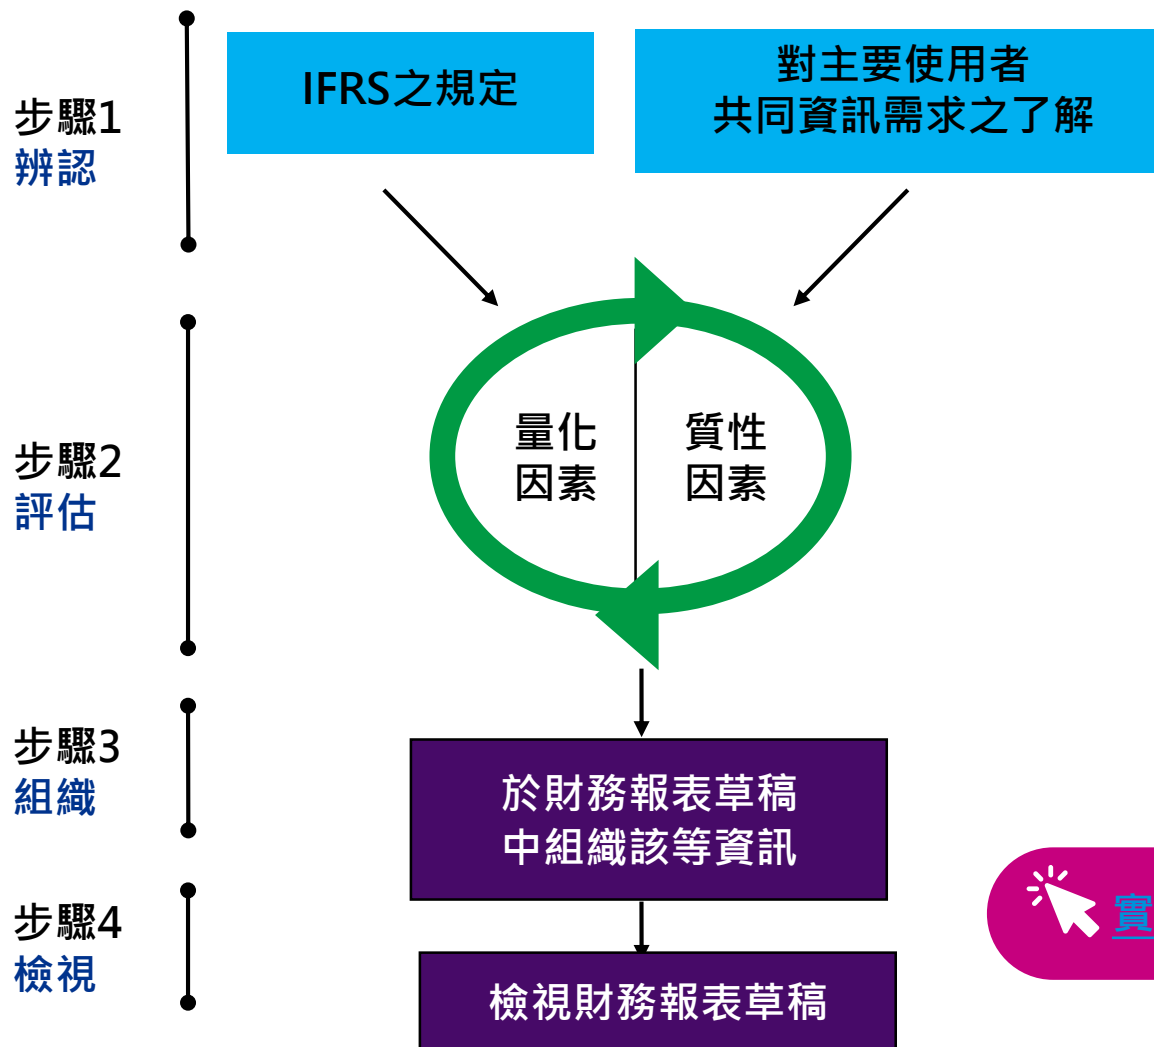 步驟1
辨認
IFRS之規定
對主要使用者
共同資訊需求之了解
步驟2
評估
量化
因素
質性
因素
步驟3
組織
於財務報表草稿
中組織該等資訊
步驟4
檢視
檢視財務報表草稿
實